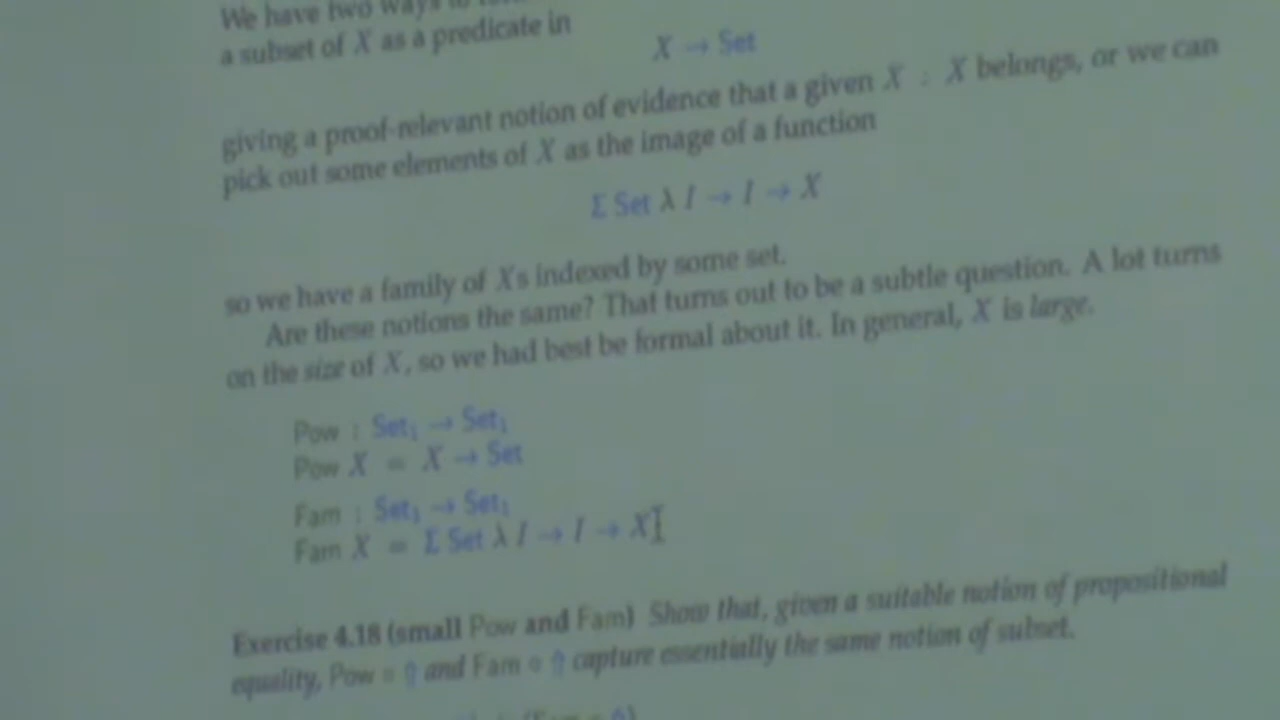 We have two ways to
a subset of X as a predicate in
X → Set
giving a proof-relevant notion of evidence that a given X : X belongs, or we can
pick out some elements of X as the image of a function
Σ Set λ I → I → X
so we have a family of Xs indexed by some set.
Are these notions the same? That turns out to be a subtle question. A lot turns
on the size of X, so we had best be formal about it. In general, X is large.
Pow : Set₁ → Set₁
Pow X = X → Set
Fam : Set₁ → Set₁
Fam X = Σ Set λ I → I → X
Exercise 4.18 (small Pow and Fam) Show that, given a suitable notion of propositional
equality, Pow ∘ ⇑ and Fam ∘ ⇑ capture essentially the same notion of subset.